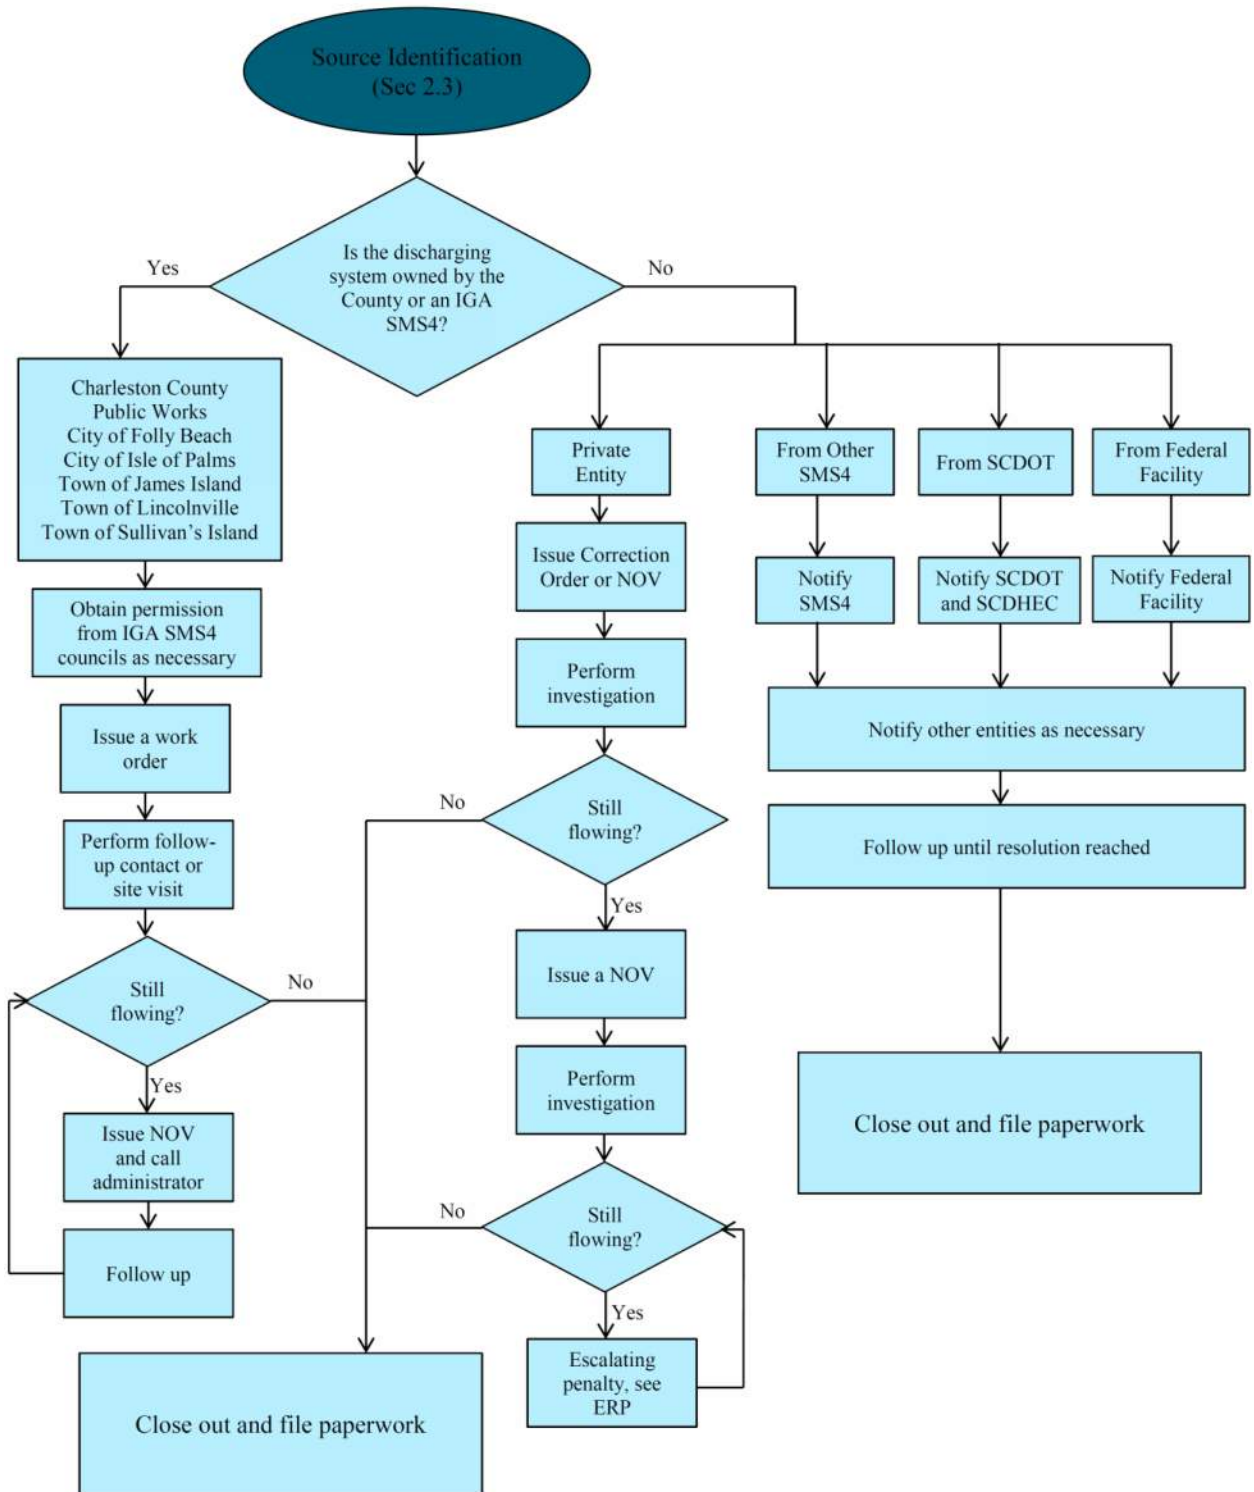 Source Identification
(Sec 2.3)
Is the discharging
system owned by the
County or an IGA
SMS4?
Yes
No
Charleston County
Public Works
City of Folly Beach
City of Isle of Palms
Town of James Island
Town of Lincolnville
Town of Sullivan’s Island
Obtain permission
from IGA SMS4
councils as necessary
Issue a work
order
Perform follow-
up contact or
site visit
Still
flowing?
No
Yes
Issue NOV
and call
administrator
Follow up
Private
Entity
Issue Correction
Order or NOV
Perform
investigation
Still
flowing?
No
Yes
Issue a NOV
Perform
investigation
Still
flowing?
No
Yes
Escalating
penalty, see
ERP
Close out and file paperwork
From Other
SMS4
Notify
SMS4
From SCDOT
Notify SCDOT
and SCDHEC
From Federal
Facility
Notify Federal
Facility
Notify other entities as necessary
Follow up until resolution reached
Close out and file paperwork